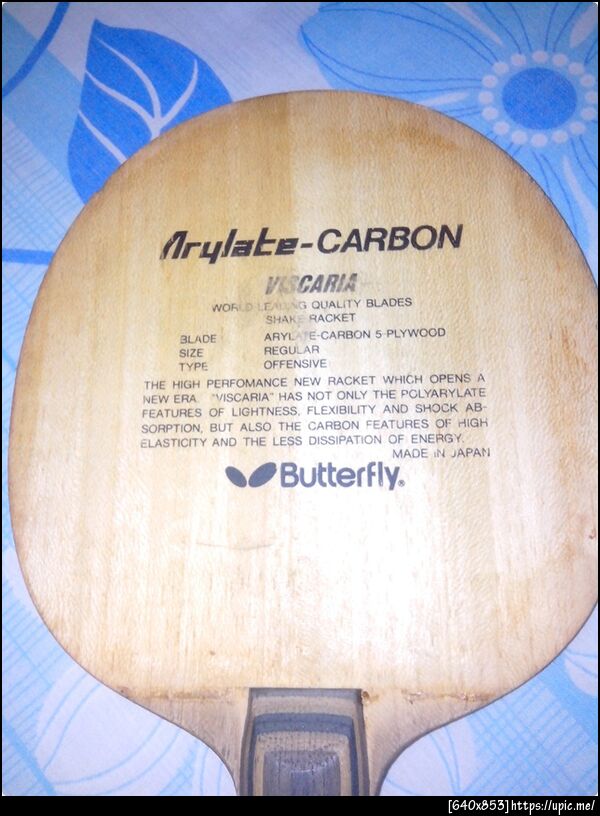 Arylate-CARBON
VISCARIA
WORLD LEADING QUALITY BLADES
SHAKE RACKET
BLADE ARYLATE-CARBON 5-PLYWOOD
SIZE REGULAR
TYPE OFFENSIVE
THE HIGH PERFOMANCE NEW RACKET WHICH OPENS A
NEW ERA. "VISCARIA" HAS NOT ONLY THE POLYARYLATE
FEATURES OF LIGHTNESS, FLEXIBILITY AND SHOCK AB-
SORPTION, BUT ALSO THE CARBON FEATURES OF HIGH
ELASTICITY AND THE LESS DISSIPATION OF ENERGY.
MADE IN JAPAN
Butterfly®
[640x853]https://upic.me/